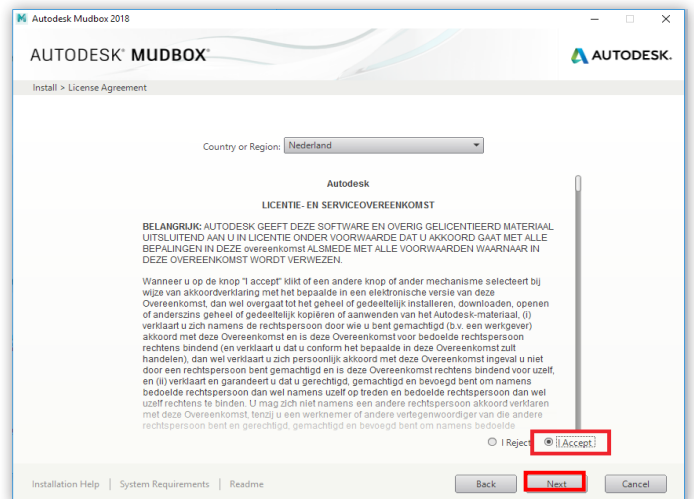 Autodesk Mudbox 2018
AUTODESK® MUDBOX®
AUTODESK.
Install > License Agreement
Country or Region: Nederland
Autodesk
LICENTIE- EN SERVICEOVEREENKOMST
BELANGRIJK: AUTODESK GEEFT DEZE SOFTWARE EN OVERIG GELICENTIEERD MATERIAAL
UITSLUITEND AAN U IN LICENTIE ONDER VOORWAARDE DAT U AKKOORD GAAT MET ALLE
BEPALINGEN IN DEZE overeenkomst ALSMEDE MET ALLE VOORWAARDEN WAARNAAR IN
DEZE OVEREENKOMST WORDT VERWEZEN.
Wanneer u op de knop "I accept" klikt of een andere knop of ander mechanisme selecteert bij
wijze van akkoordverklaring met het bepaalde in een elektronische versie van deze
Overeenkomst, dan wel overgaat tot het geheel of gedeeltelijk installeren, downloaden, openen
of anderszins geheel of gedeeltelijk kopiëren of aanwenden van het Autodesk-materiaal, (i)
verklaart u zich namens de rechtspersoon door wie u bent gemachtigd (b.v. een werkgever)
akkoord met deze Overeenkomst en is deze Overeenkomst voor bedoelde rechtspersoon
rechtens bindend (en verklaart u dat u conform het bepaalde in deze Overeenkomst zult
handelen), dan wel verklaart u zich persoonlijk akkoord met deze Overeenkomst ingeval u niet
door een rechtspersoon bent gemachtigd en is deze Overeenkomst rechtens bindend voor uzelf,
en (ii) verklaart en garandeert u dat u gerechtigd, gemachtigd en bevoegd bent om namens
bedoelde rechtspersoon dan wel namens uzelf op treden en bedoelde rechtspersoon dan wel
uzelf rechtens te binden. U mag zich niet namens een andere rechtspersoon akkoord verklaren
met deze Overeenkomst, tenzij u een werknemer of andere vertegenwoordiger van die andere
rechtspersoon bent en gerechtigd, gemachtigd en bevoegd bent om namens bedoelde
I Reject I Accept
Installation Help | System Requirements | Readme Back Next Cancel